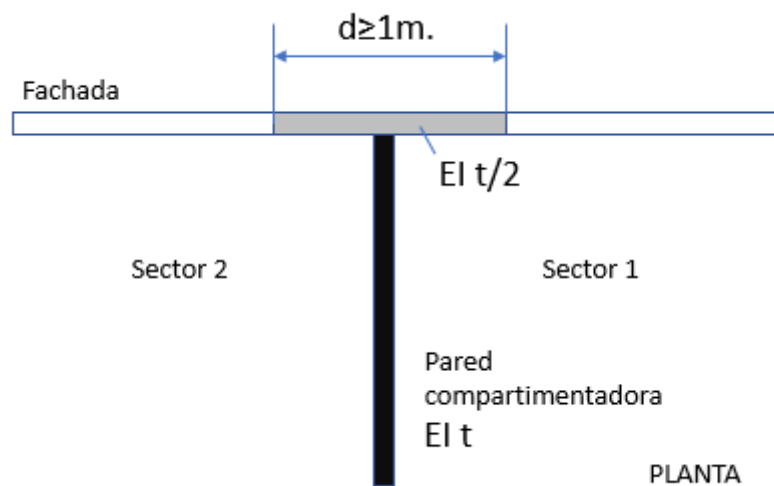 d≥1m.
Fachada
EI t/2
Sector 2
Sector 1
Pared
compartimentadora
EI t
PLANTA